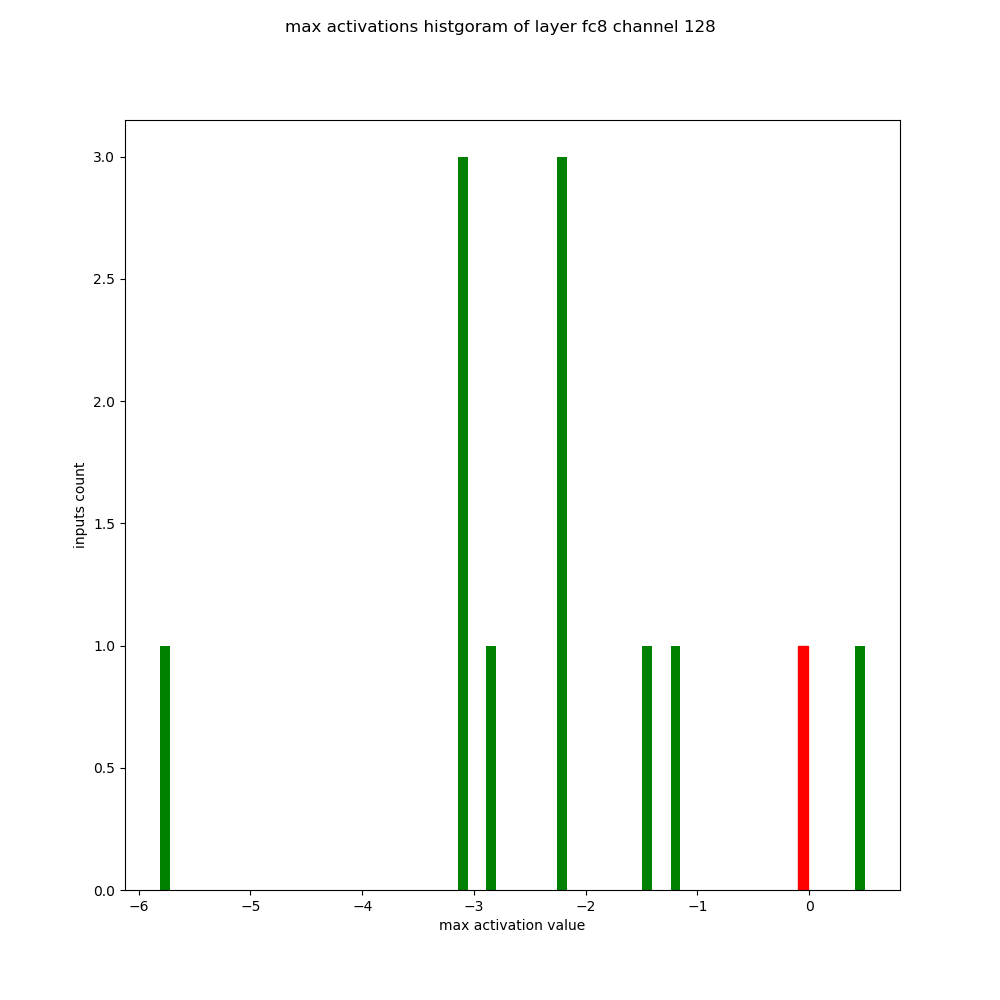 max activations histgoram of layer fc8 channel 128
3.0
2.5
2.0
1.5
1.0
0.5
0.0
inputs count
−6 −5 −4 −3 −2 −1 0
max activation value